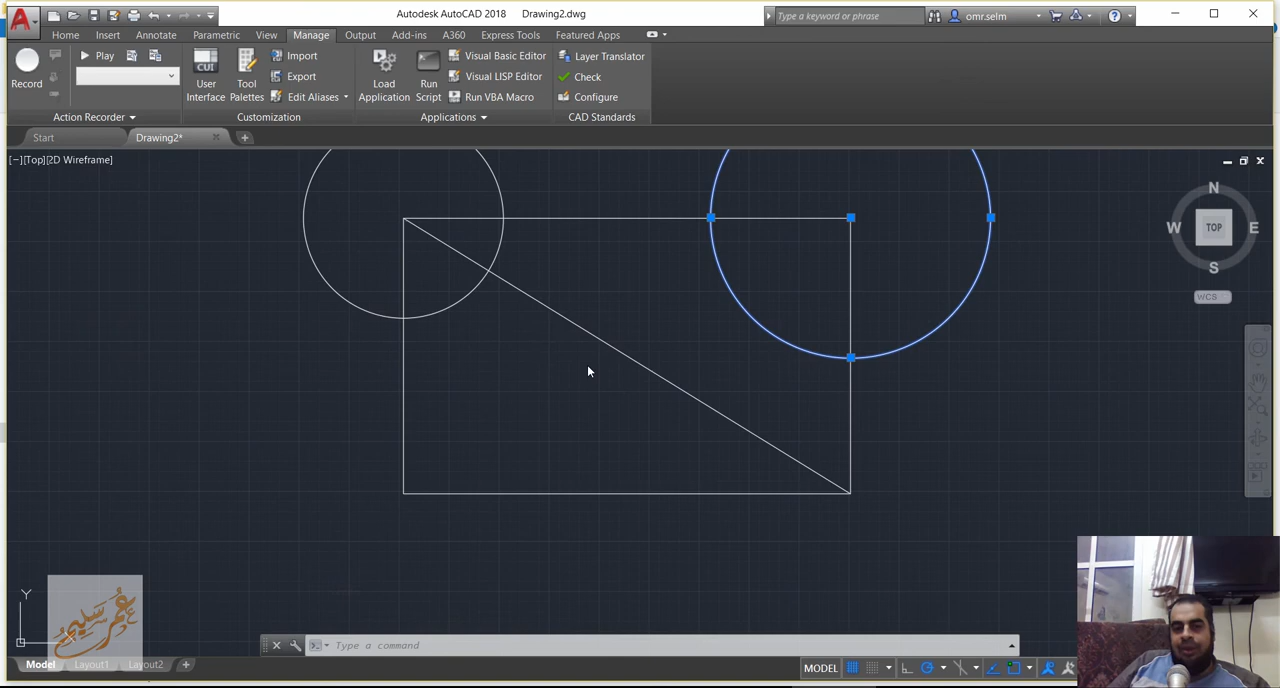 Autodesk AutoCAD 2018 Drawing2.dwg
Type a keyword or phrase
omr.selm
Home Insert Annotate Parametric View Manage Output Add-ins A360 Express Tools Featured Apps
Record
Play
CUI
User Interface
Tool Palettes
Import
Export
Edit Aliases
Load Application
Run Script
Visual Basic Editor
Visual LISP Editor
Run VBA Macro
Layer Translator
Check
Configure
Action Recorder
Customization
Applications
CAD Standards
Start
Drawing2*
[−][Top][2D Wireframe]
N
W TOP E
S
WCS
Y
X
عمر سليم
Type a command
Model Layout1 Layout2
MODEL